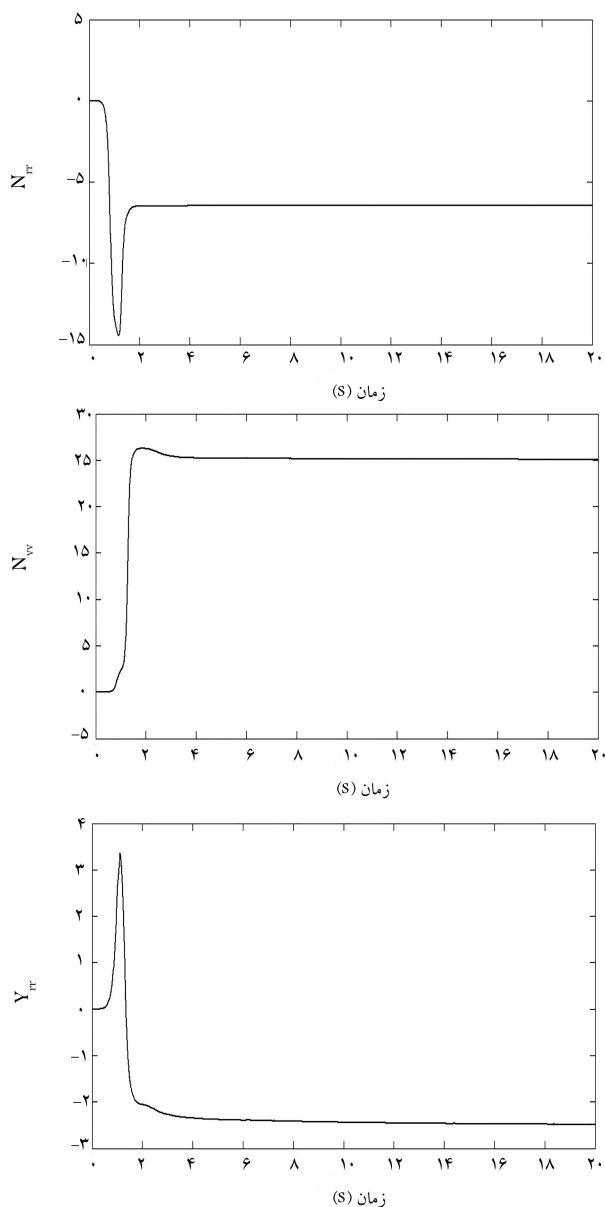 ۵
۰
−۵
−۱۰
−۱۵
N_rr
۰ ۲ ۴ ۶ ۸ ۱۰ ۱۲ ۱۴ ۱۶ ۱۸ ۲۰
زمان (S)
۳۰
۲۵
۲۰
۱۵
۱۰
۵
۰
−۵
N_vv
۰ ۲ ۴ ۶ ۸ ۱۰ ۱۲ ۱۴ ۱۶ ۱۸ ۲۰
زمان (S)
۴
۳
۲
۱
۰
−۱
−۲
−۳
Y_rr
۰ ۲ ۴ ۶ ۸ ۱۰ ۱۲ ۱۴ ۱۶ ۱۸ ۲۰
زمان (S)